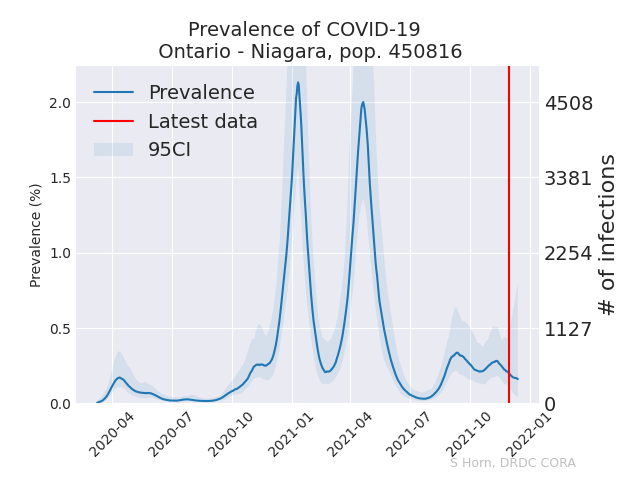 Prevalence of COVID-19
Ontario - Niagara, pop. 450816
Prevalence
Latest data
95CI
Prevalence (%)
2.0
1.5
1.0
0.5
0.0
4508
3381
2254
1127
0
# of infections
2020-04
2020-07
2020-10
2021-01
2021-04
2021-07
2021-10
2022-01
S Horn, DRDC CORA